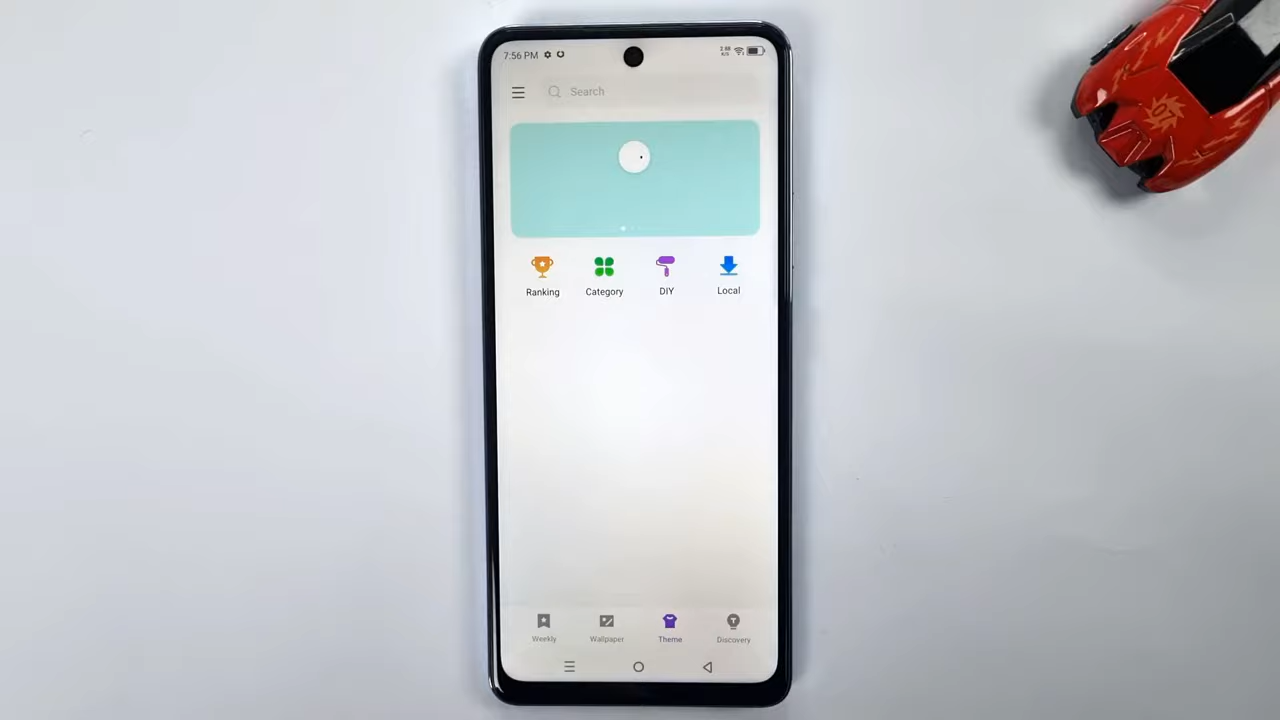 7:56 PM
Search
Ranking Category DIY Local
Weekly Wallpaper Theme Discovery